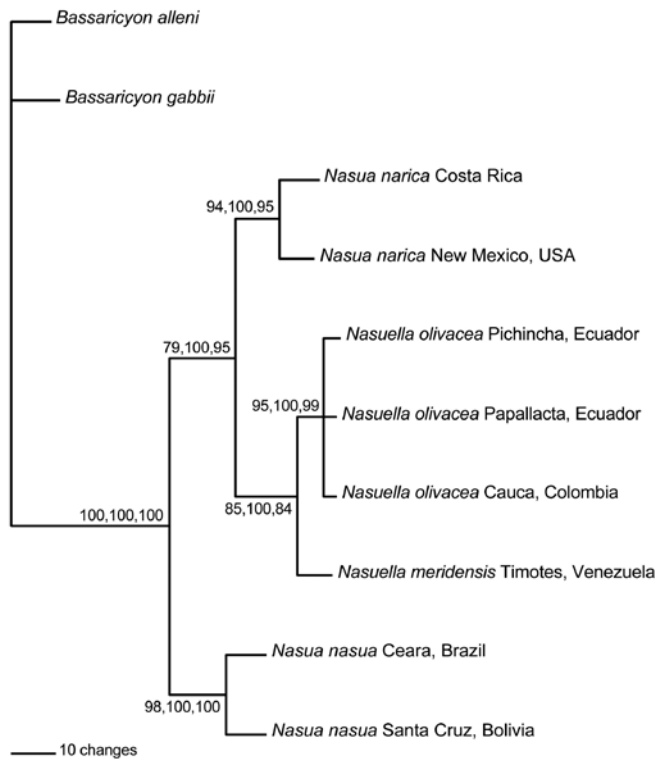 Bassaricyon alleni
Bassaricyon gabbii
Nasua narica Costa Rica
94,100,95
Nasua narica New Mexico, USA
Nasuella olivacea Pichincha, Ecuador
79,100,95
95,100,99
Nasuella olivacea Papallacta, Ecuador
Nasuella olivacea Cauca, Colombia
85,100,84
100,100,100
Nasuella meridensis Timotes, Venezuela
Nasua nasua Ceara, Brazil
98,100,100
Nasua nasua Santa Cruz, Bolivia
10 changes